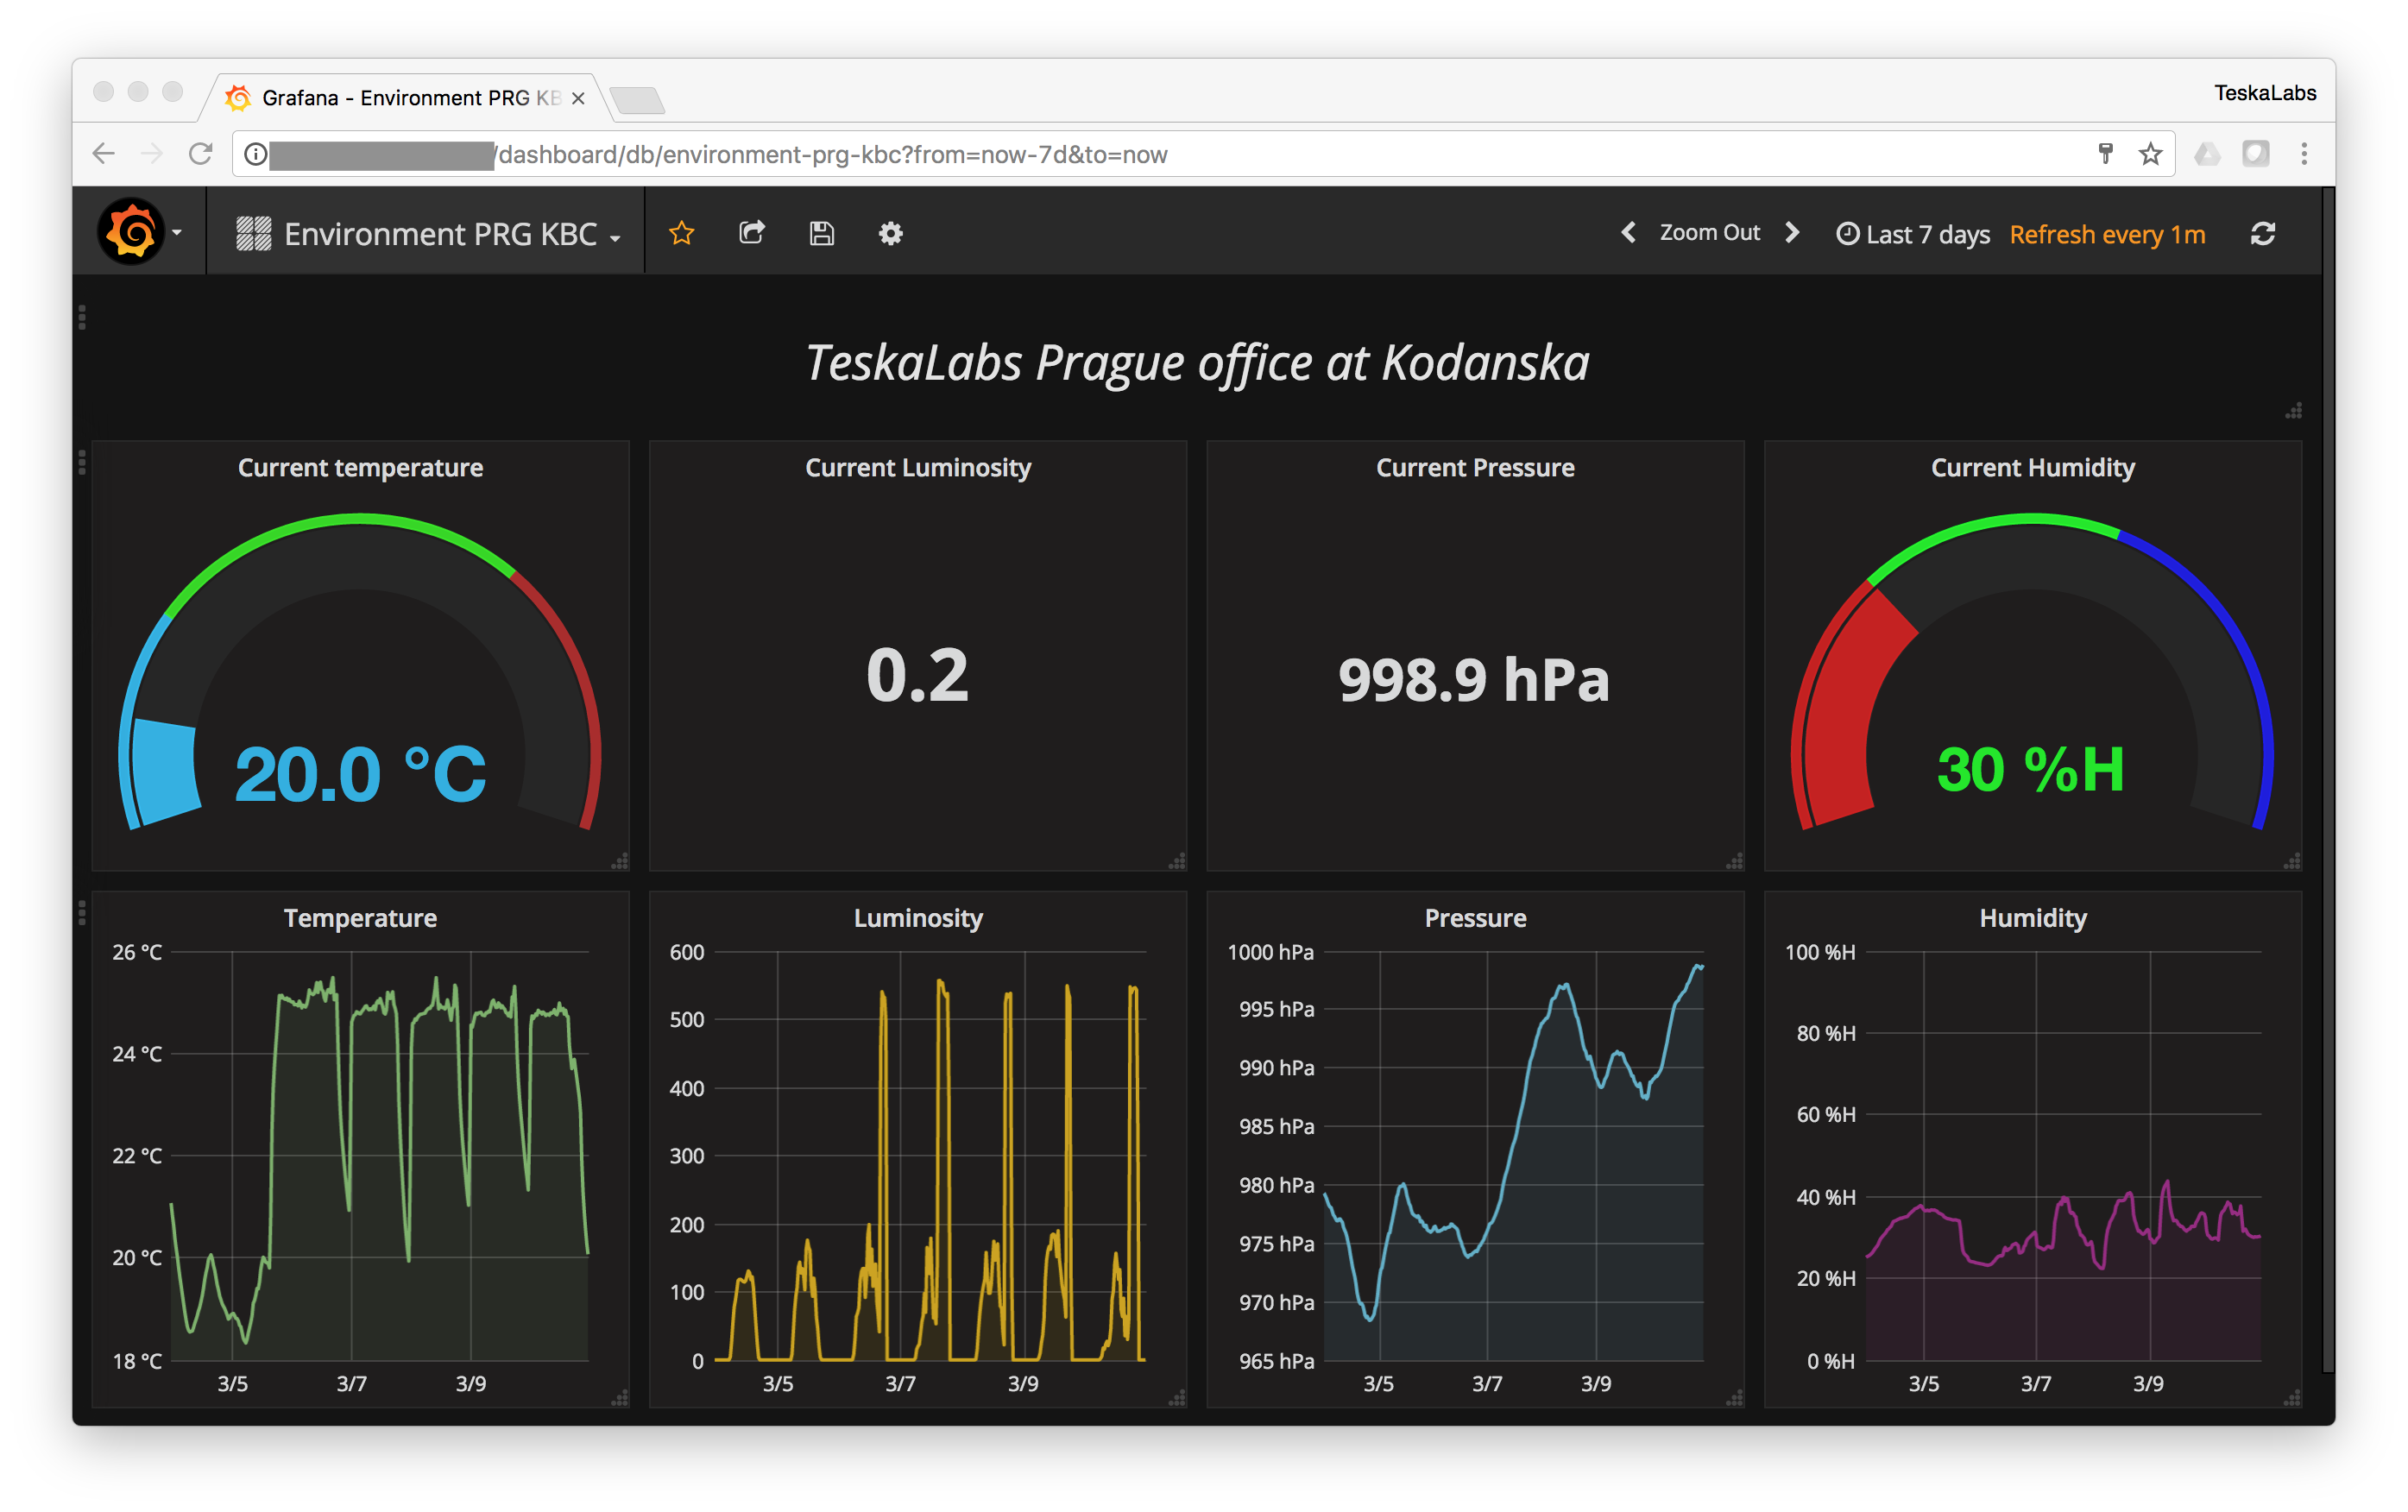 Grafana - Environment PRG KB
TeskaLabs
/dashboard/db/environment-prg-kbc?from=now-7d&to=now
Environment PRG KBC
Zoom Out
Last 7 days
Refresh every 1m
TeskaLabs Prague office at Kodanska
Current temperature
20.0 °C
Current Luminosity
0.2
Current Pressure
998.9 hPa
Current Humidity
30 %H
Temperature
26 °C
24 °C
22 °C
20 °C
18 °C
3/5 3/7 3/9
Luminosity
600
500
400
300
200
100
0
3/5 3/7 3/9
Pressure
1000 hPa
995 hPa
990 hPa
985 hPa
980 hPa
975 hPa
970 hPa
965 hPa
3/5 3/7 3/9
Humidity
100 %H
80 %H
60 %H
40 %H
20 %H
0 %H
3/5 3/7 3/9